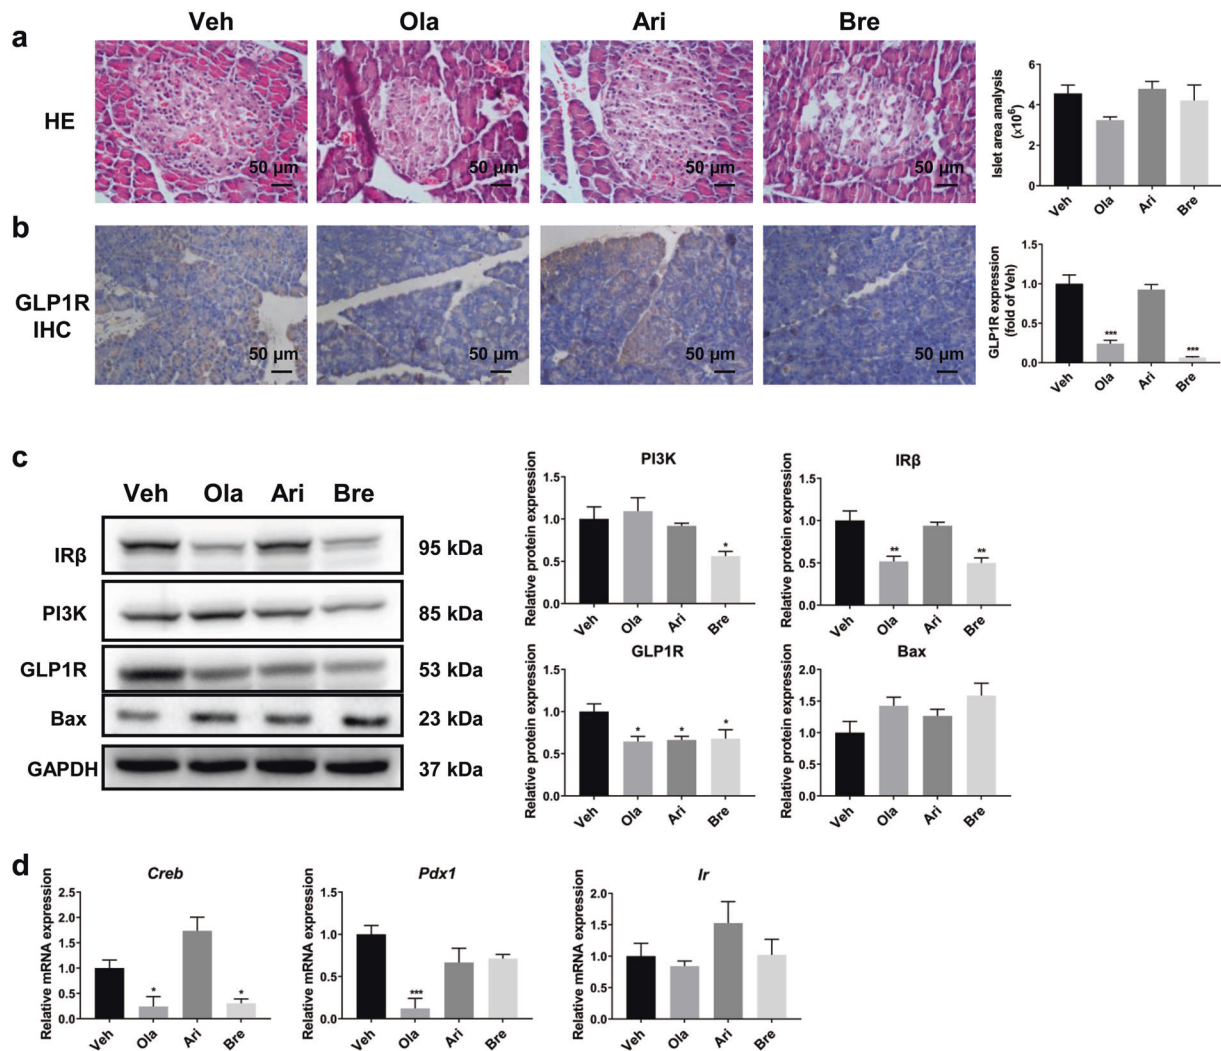 Veh Ola Ari Bre
a
HE
50 µm 50 µm 50 µm 50 µm
Islet area analysis
(x10⁶)
6
4
2
0
Veh Ola Ari Bre
b
GLP1R
IHC
50 µm 50 µm 50 µm 50 µm
GLP1R expression
(fold of Veh)
1.5
1.0
0.5
0.0
*** ***
Veh Ola Ari Bre
c
Veh Ola Ari Bre
IRβ 95 kDa
PI3K 85 kDa
GLP1R 53 kDa
Bax 23 kDa
GAPDH 37 kDa
PI3K
Relative protein expression
1.5
1.0
0.5
0.0
*
Veh Ola Ari Bre
IRβ
Relative protein expression
1.5
1.0
0.5
0.0
** **
Veh Ola Ari Bre
GLP1R
Relative protein expression
1.5
1.0
0.5
0.0
* * *
Veh Ola Ari Bre
Bax
Relative protein expression
2.0
1.5
1.0
0.5
0.0
Veh Ola Ari Bre
d
Creb
Relative mRNA expression
2.5
2.0
1.5
1.0
0.5
0.0
* *
Veh Ola Ari Bre
Pdx1
Relative mRNA expression
1.5
1.0
0.5
0.0
***
Veh Ola Ari Bre
Ir
Relative mRNA expression
2.0
1.5
1.0
0.5
0.0
Veh Ola Ari Bre